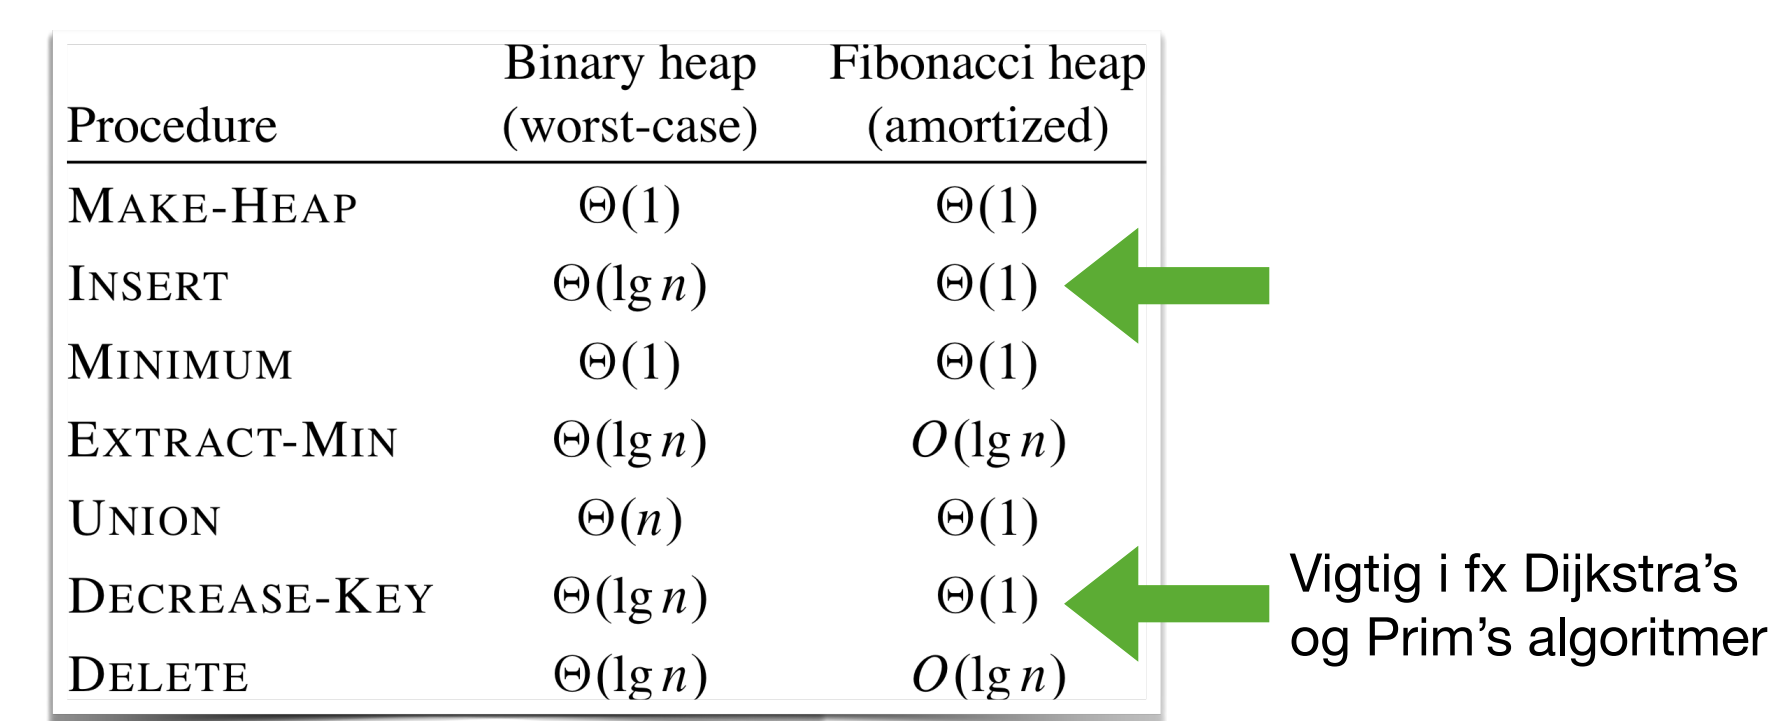 Binary heap Fibonacci heap
Procedure (worst-case) (amortized)
MAKE-HEAP Θ(1) Θ(1)
INSERT Θ(lg n) Θ(1)
MINIMUM Θ(1) Θ(1)
EXTRACT-MIN Θ(lg n) O(lg n)
UNION Θ(n) Θ(1)
DECREASE-KEY Θ(lg n) Θ(1)
DELETE Θ(lg n) O(lg n)
Vigtig i fx Dijkstra’s
og Prim’s algoritmer